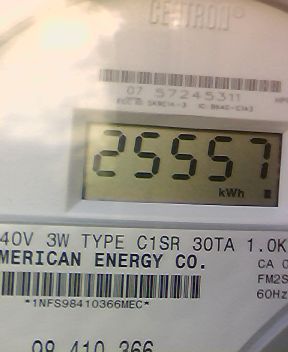 CENTRON®
07 57245311
25557
kWh
40V 3W TYPE C1SR 30TA 1.0K
MERICAN ENERGY CO.
CA 0
FM2S
*1NFS98410366MEC*
60Hz
98 410 366